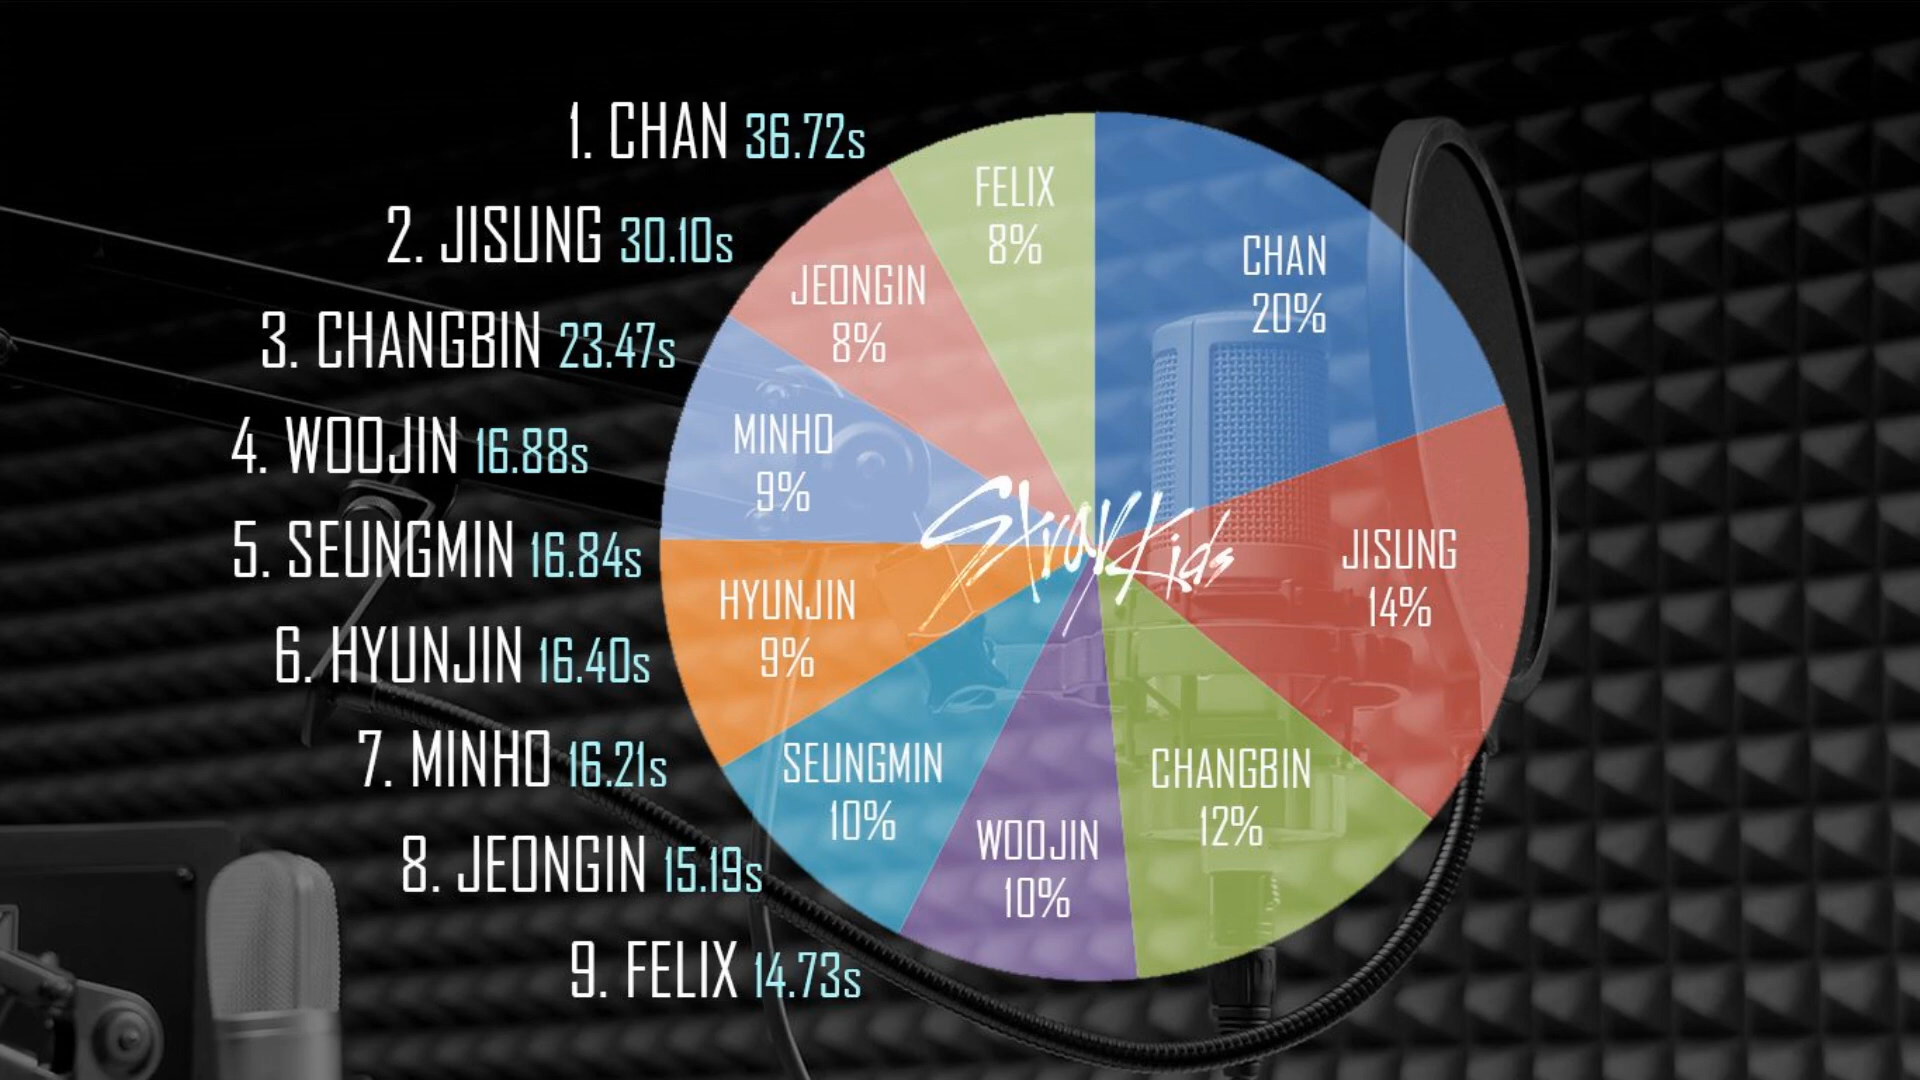 1. CHAN 36.72s
2. JISUNG 30.10s
3. CHANGBIN 23.47s
4. WOOJIN 16.88s
5. SEUNGMIN 16.84s
6. HYUNJIN 16.40s
7. MINHO 16.21s
8. JEONGIN 15.19s
9. FELIX 14.73s
FELIX
8%
CHAN
20%
JEONGIN
8%
MINHO
9%
Stray Kids
JISUNG
14%
HYUNJIN
9%
SEUNGMIN
10%
CHANGBIN
12%
WOOJIN
10%